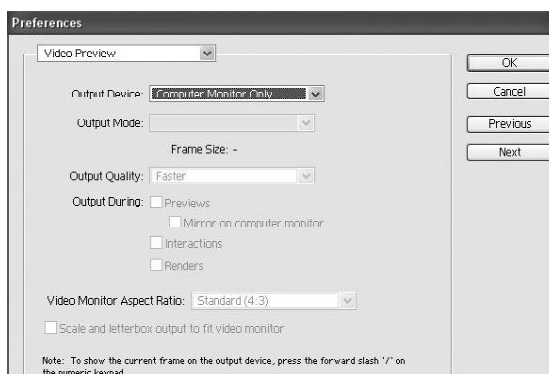 Preferences
Video Preview
OK
Output Device: Computer Monitor Only
Cancel
Output Mode:
Previous
Frame Size: -
Next
Output Quality: Faster
Output During: Previews
Mirror on computer monitor
Interactions
Renders
Video Monitor Aspect Ratio: Standard (4:3)
Scale and letterbox output to fit video monitor
Note: To show the current frame on the output device, press the forward slash '/' on
the numeric keypad